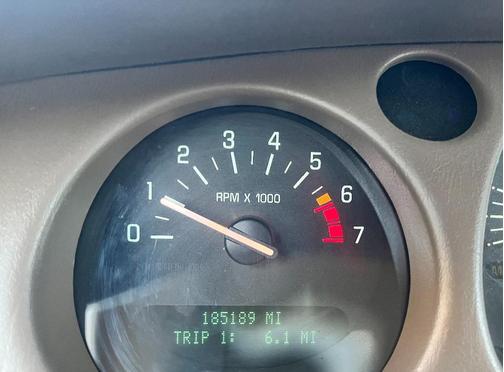 0 1 2 3 4 5 6 7
RPM X 1000
185189 MI
TRIP 1: 6.1 MI